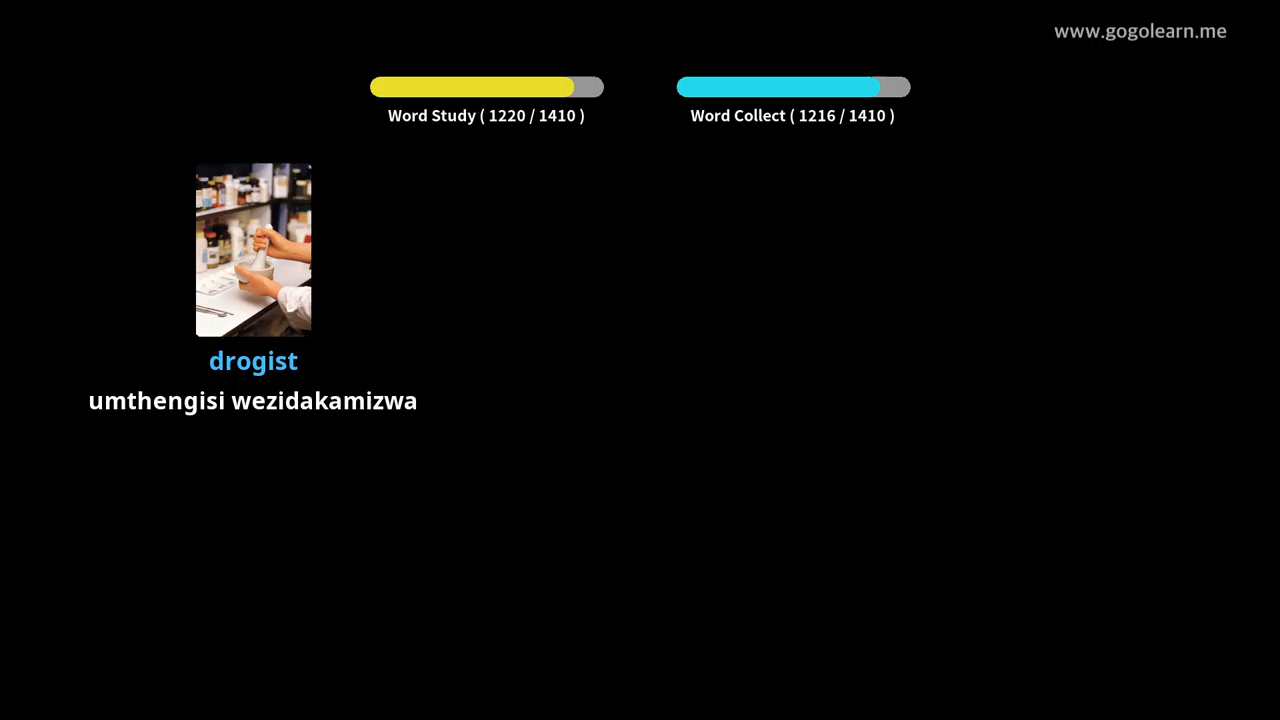 www.gogolearn.me
Word Study ( 1220 / 1410 )
Word Collect ( 1216 / 1410 )
drogist
umthengisi wezidakamizwa